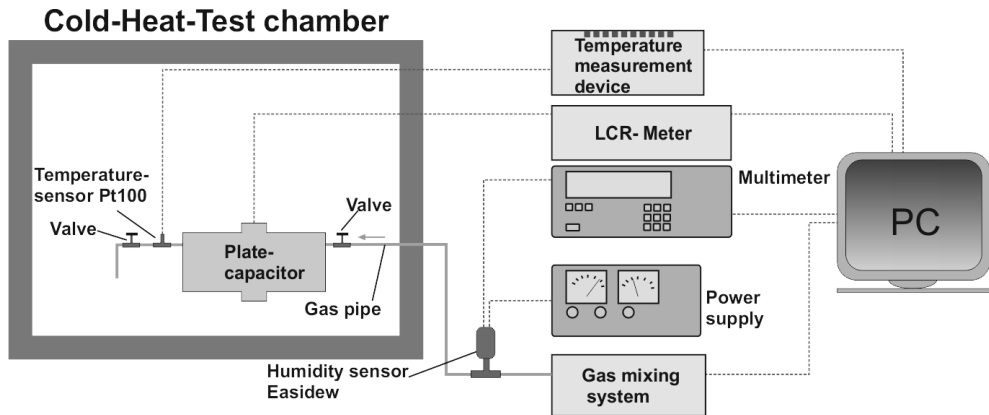 Cold-Heat-Test chamber
Temperature
measurement
device
LCR- Meter
Temperature-
sensor Pt100
Valve
Valve
Multimeter
PC
Plate-
capacitor
Gas pipe
Power
supply
Humidity sensor
Easidew
Gas mixing
system